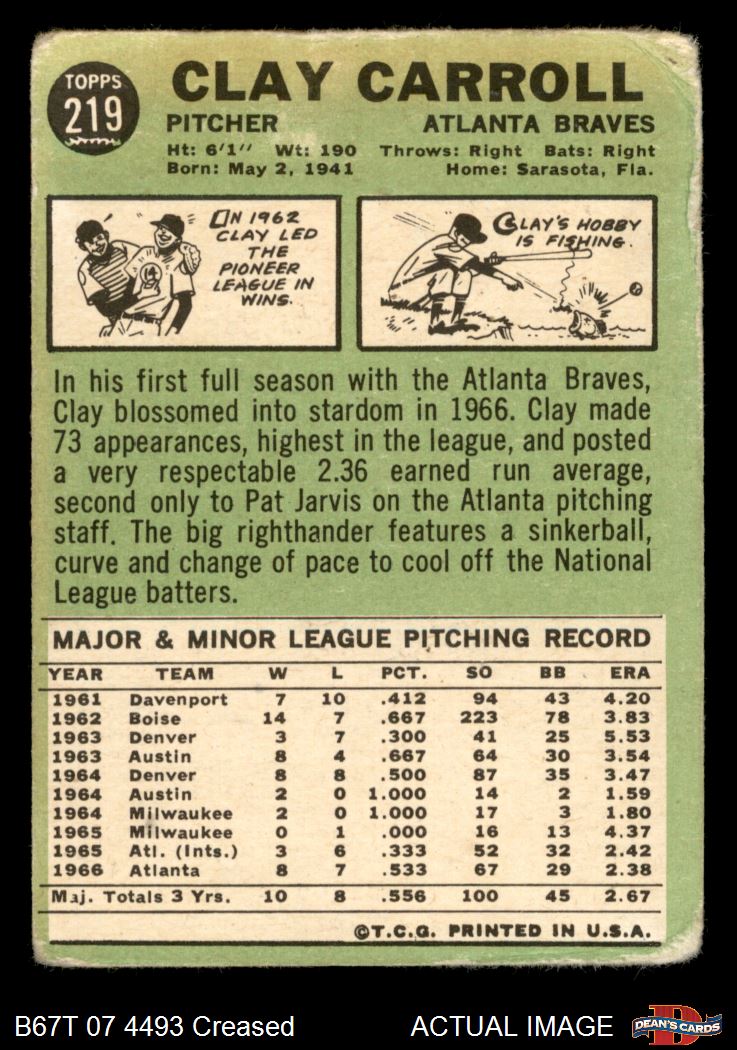 TOPPS
219
CLAY CARROLL
PITCHER ATLANTA BRAVES
Ht: 6'1" Wt: 190 Throws: Right Bats: Right
Born: May 2, 1941 Home: Sarasota, Fla.
IN 1962
CLAY LED
THE
PIONEER
LEAGUE IN
WINS.
CLAY'S HOBBY
IS FISHING.
In his first full season with the Atlanta Braves,
Clay blossomed into stardom in 1966. Clay made
73 appearances, highest in the league, and posted
a very respectable 2.36 earned run average,
second only to Pat Jarvis on the Atlanta pitching
staff. The big righthander features a sinkerball,
curve and change of pace to cool off the National
League batters.
MAJOR & MINOR LEAGUE PITCHING RECORD
YEAR TEAM W L PCT. SO BB ERA
1961 Davenport 7 10 .412 94 43 4.20
1962 Boise 14 7 .667 223 78 3.83
1963 Denver 3 7 .300 41 25 5.53
1963 Austin 8 4 .667 64 30 3.54
1964 Denver 8 8 .500 87 35 3.47
1964 Austin 2 0 1.000 14 2 1.59
1964 Milwaukee 2 0 1.000 17 3 1.80
1965 Milwaukee 0 1 .000 16 13 4.37
1965 Atl. (Ints.) 3 6 .333 52 32 2.42
1966 Atlanta 8 7 .533 67 29 2.38
Maj. Totals 3 Yrs. 10 8 .556 100 45 2.67
©T.C.G. PRINTED IN U.S.A.
B67T 07 4493 Creased ACTUAL IMAGE
D
DEAN'S CARDS